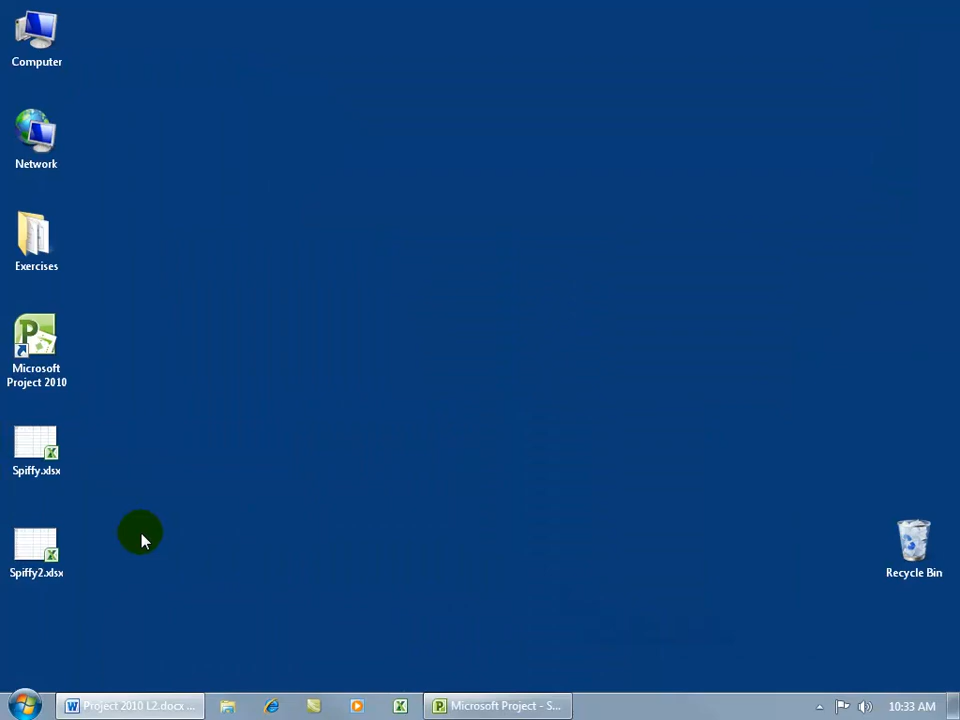 Computer
Network
Exercises
Microsoft
Project 2010
Spiffy.xlsx
Spiffy2.xlsx
Recycle Bin
Project 2010 L2.docx ...
Microsoft Project - S...
10:33 AM